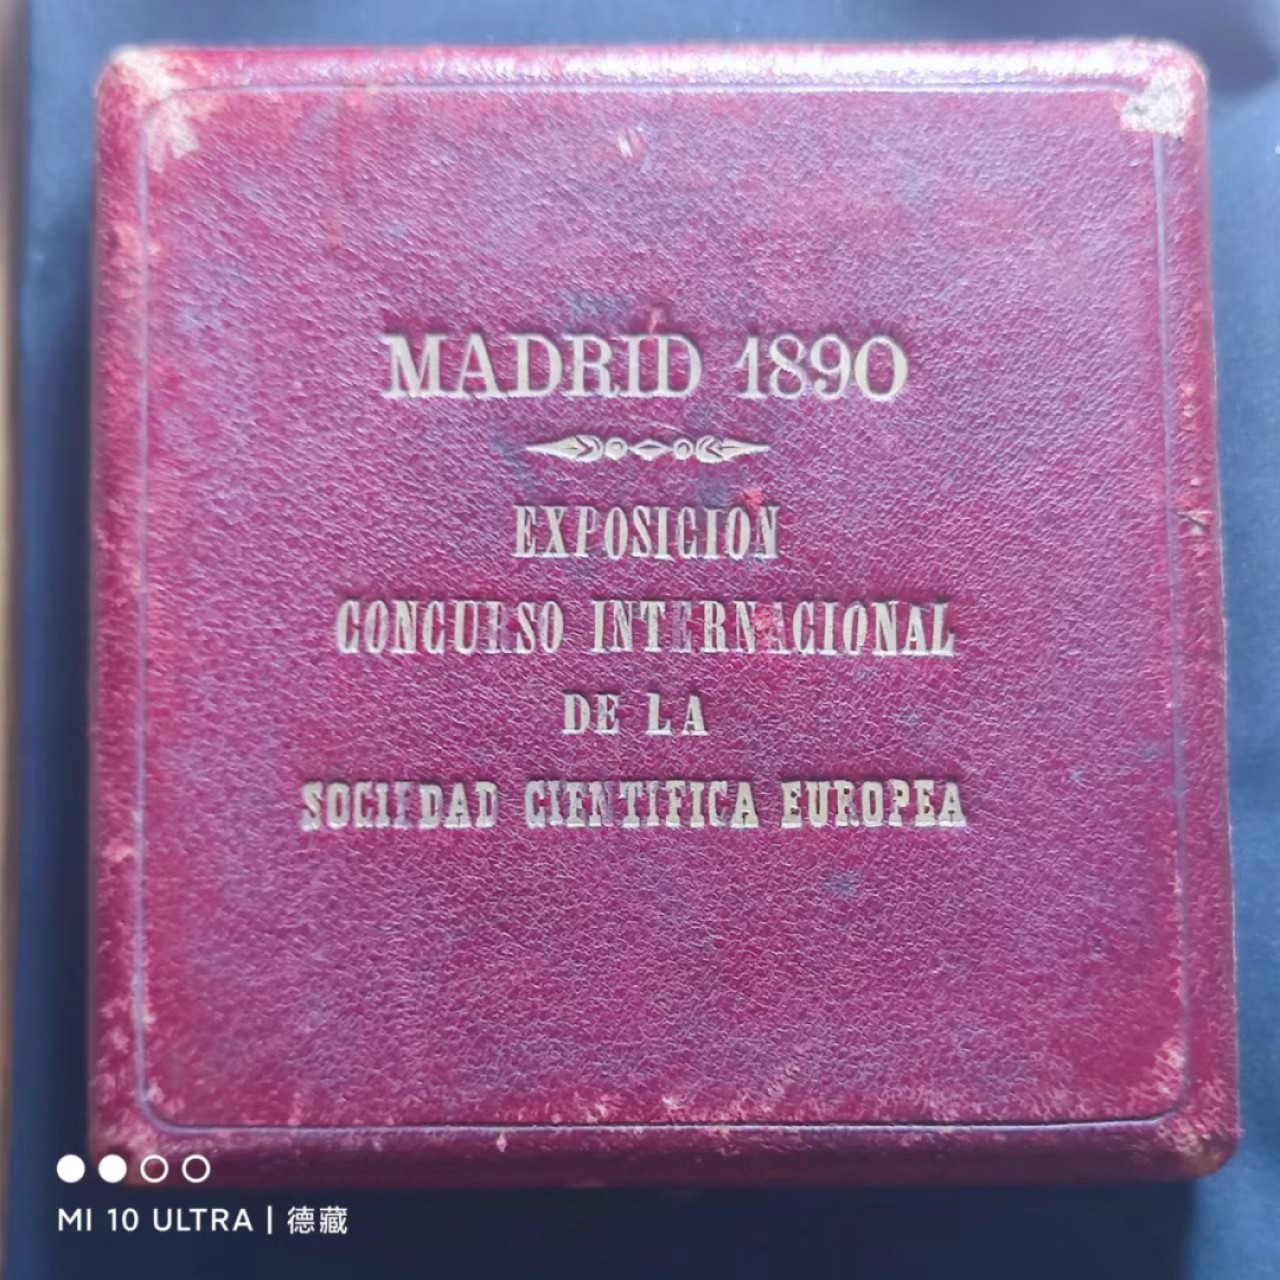 MADRID 1890
EXPOSICION
CONCURSO INTERNACIONAL
DE LA
SOCIEDAD CIENTIFICA EUROPEA
MI 10 ULTRA | 德藏